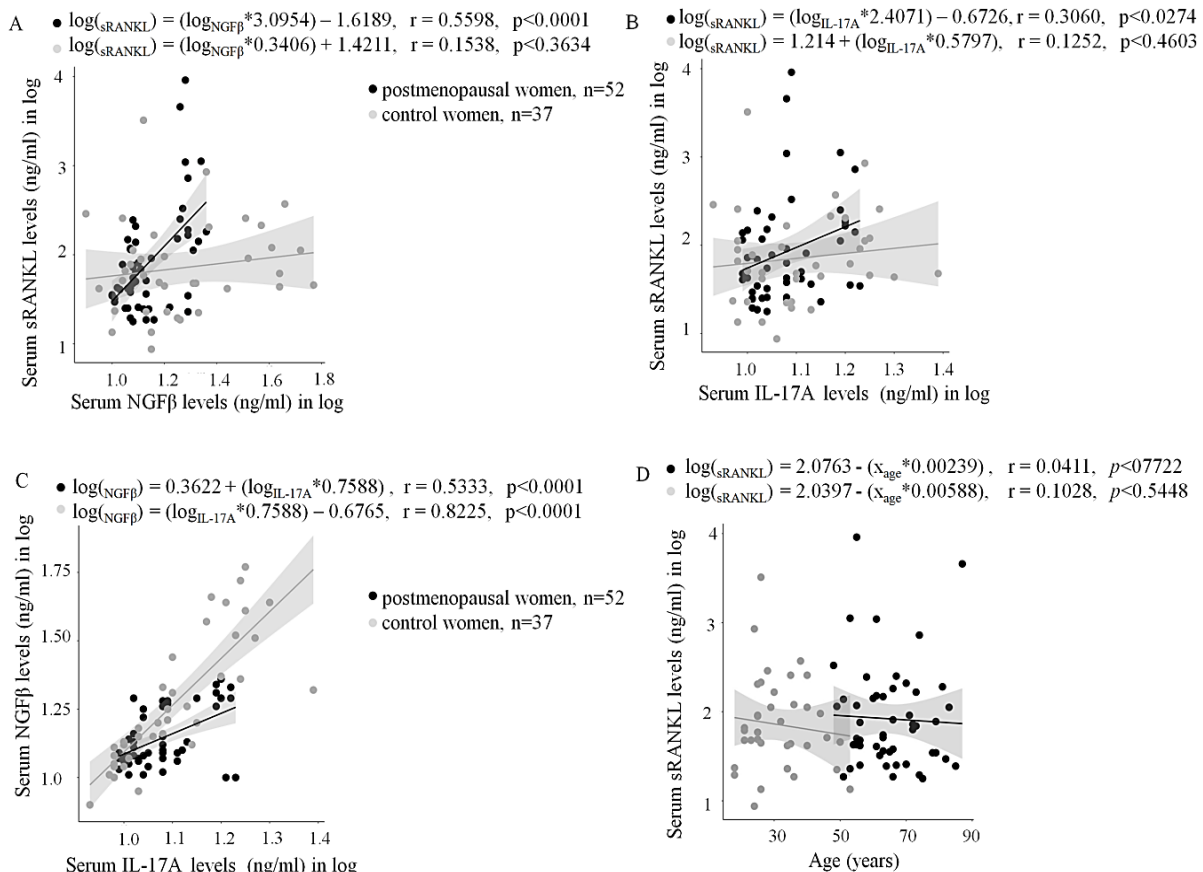 A
● log(sRANKL) = (logNGFβ*3.0954) – 1.6189, r = 0.5598, p<0.0001
● log(sRANKL) = (logNGFβ*0.3406) + 1.4211, r = 0.1538, p<0.3634
● postmenopausal women, n=52
● control women, n=37
Serum sRANKL levels (ng/ml) in log
4
3
2
1
1.0 1.2 1.4 1.6 1.8
Serum NGFβ levels (ng/ml) in log
B
● log(sRANKL) = (logIL-17A*2.4071) – 0.6726, r = 0.3060, p<0.0274
● log(sRANKL) = 1.214 + (logIL-17A*0.5797), r = 0.1252, p<0.4603
Serum sRANKL levels (ng/ml) in log
4
3
2
1
1.0 1.1 1.2 1.3 1.4
Serum IL-17A levels (ng/ml) in log
C
● log(NGFβ) = 0.3622 + (logIL-17A*0.7588) , r = 0.5333, p<0.0001
● log(NGFβ) = (logIL-17A*0.7588) – 0.6765, r = 0.8225, p<0.0001
● postmenopausal women, n=52
● control women, n=37
Serum NGFβ levels (ng/ml) in log
1.75
1.50
1.25
1.0
1.0 1.1 1.2 1.3 1.4
Serum IL-17A levels (ng/ml) in log
D
● log(sRANKL) = 2.0763 - (xage*0.00239) , r = 0.0411, p<07722
● log(sRANKL) = 2.0397 - (xage*0.00588) , r = 0.1028, p<0.5448
Serum sRANKL levels (ng/ml) in log
4
3
2
1
30 50 70 90
Age (years)